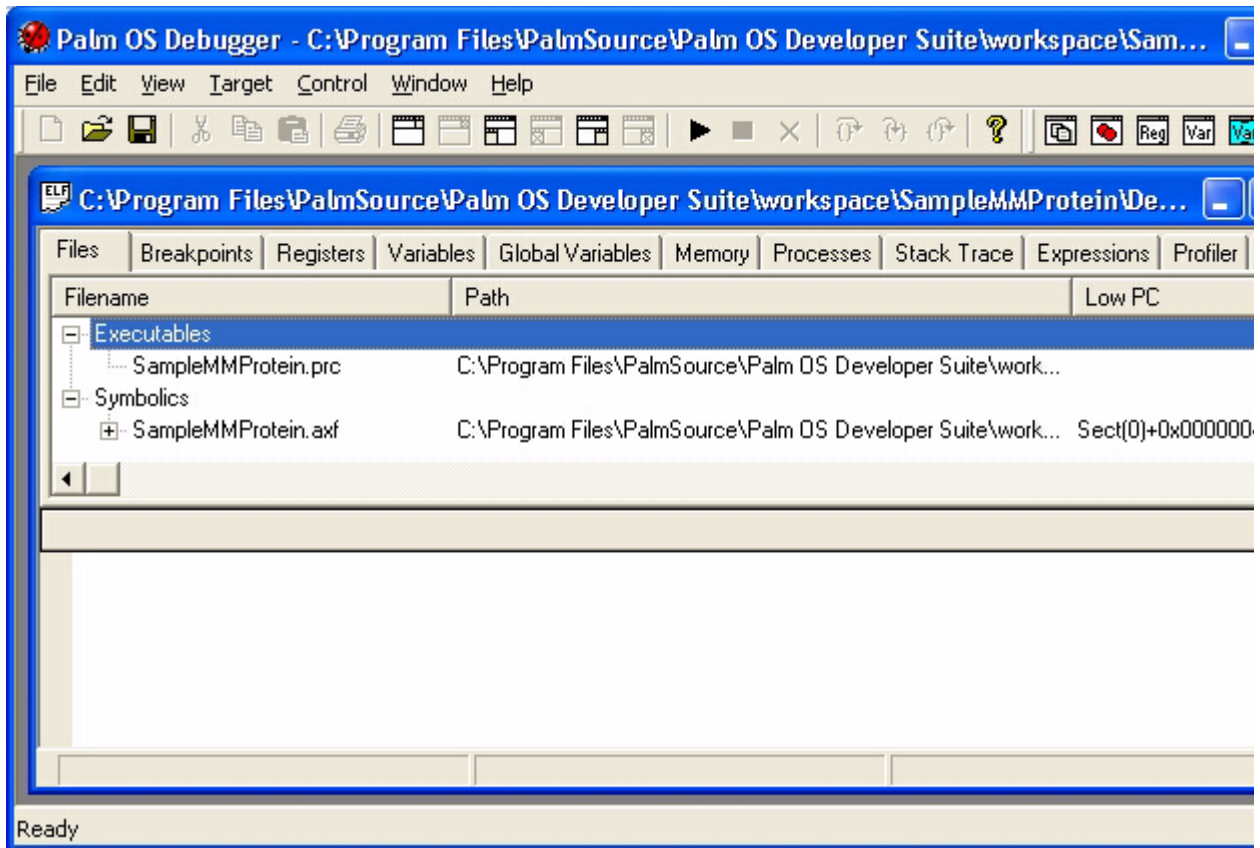 Palm OS Debugger - C:\Program Files\PalmSource\Palm OS Developer Suite\workspace\Sam...
File Edit View Target Control Window Help
Reg Var Var
ELF C:\Program Files\PalmSource\Palm OS Developer Suite\workspace\SampleMMProtein\De...
Files Breakpoints Registers Variables Global Variables Memory Processes Stack Trace Expressions Profiler
Filename Path Low PC
Executables
SampleMMProtein.prc C:\Program Files\PalmSource\Palm OS Developer Suite\work...
Symbolics
SampleMMProtein.axf C:\Program Files\PalmSource\Palm OS Developer Suite\work... Sect(0)+0x000000
Ready